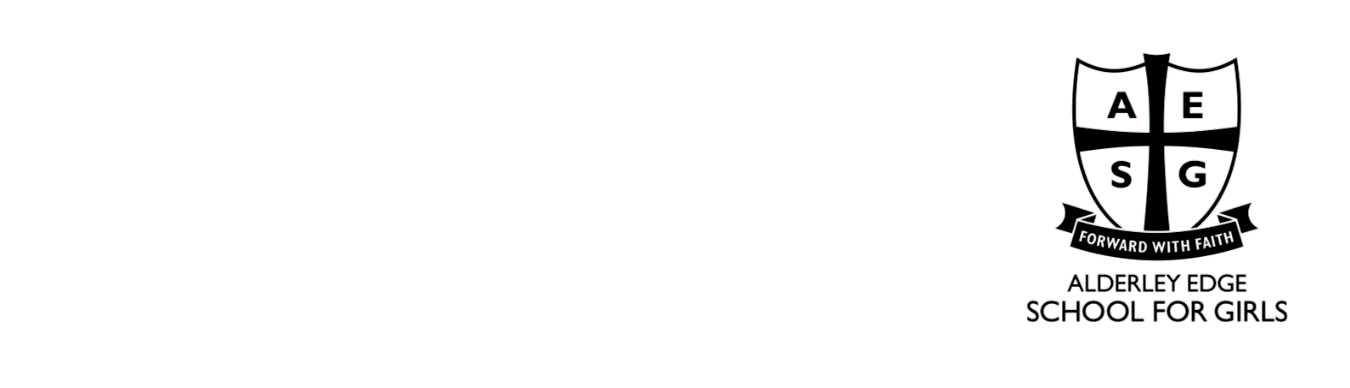 A E
S G
FORWARD WITH FAITH
ALDERLEY EDGE
SCHOOL FOR GIRLS